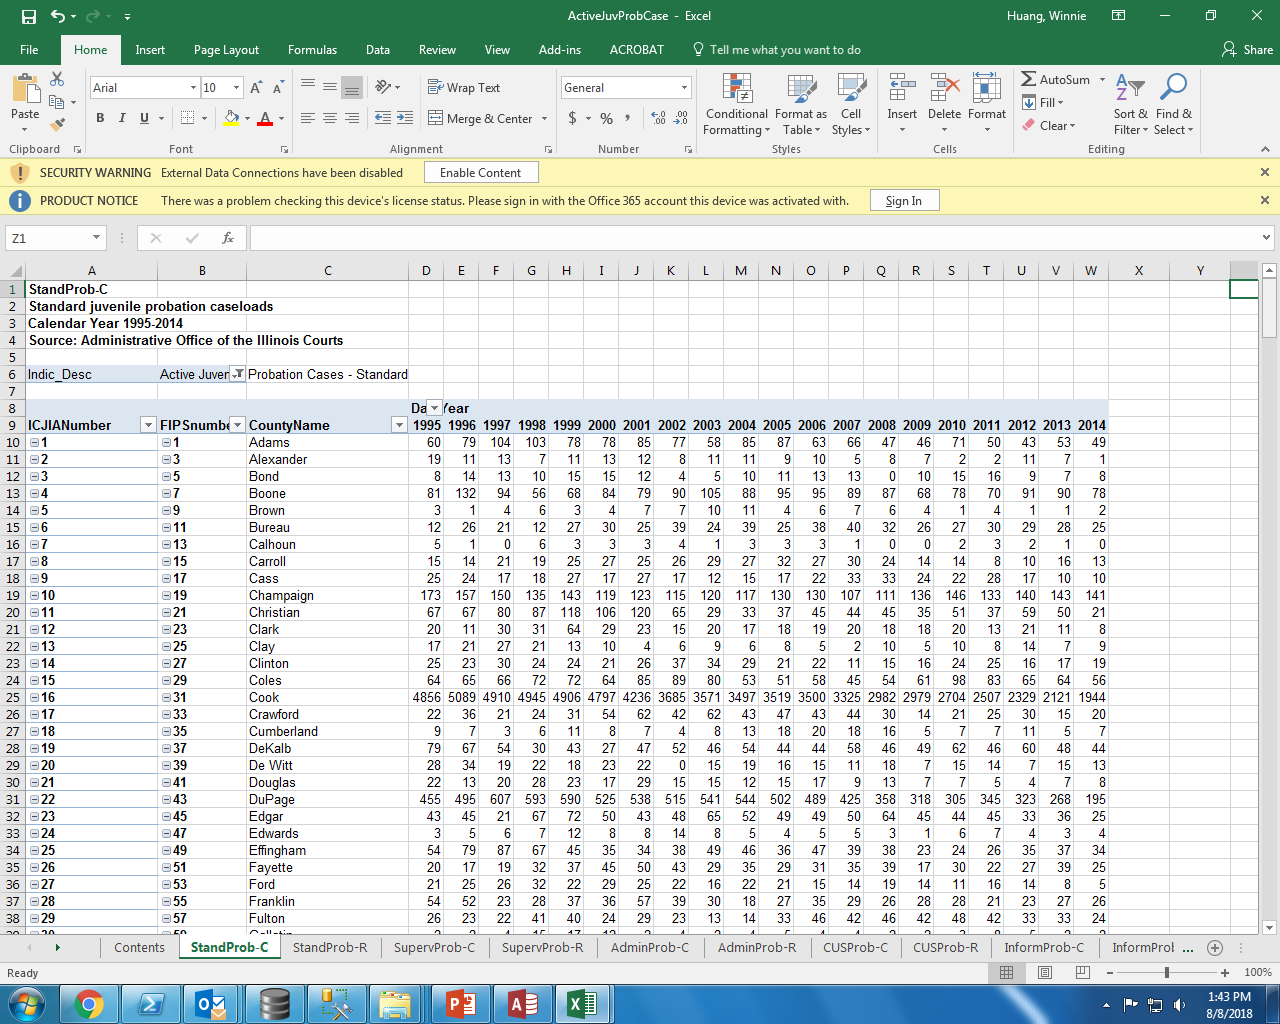 ActiveJuvProbCase - Excel
Huang, Winnie
File Home Insert Page Layout Formulas Data Review View Add-ins ACROBAT Tell me what you want to do Share
Paste Arial 10 B I U Wrap Text Merge & Center General $ % , Conditional Formatting Format as Table Cell Styles Insert Delete Format AutoSum Fill Clear Sort & Filter Find & Select
Clipboard Font Alignment Number Styles Cells Editing
SECURITY WARNING External Data Connections have been disabled Enable Content
PRODUCT NOTICE There was a problem checking this device's license status. Please sign in with the Office 365 account this device was activated with. Sign In
Z1 fx
A B C D E F G H I J K L M N O P Q R S T U V W X Y
1 StandProb-C
2 Standard juvenile probation caseloads
3 Calendar Year 1995-2014
4 Source: Administrative Office of the Illinois Courts
5
6 Indic_Desc Active Juven Probation Cases - Standard
7
8 Da Year
9 ICJIANumber FIPSnumbe CountyName 1995 1996 1997 1998 1999 2000 2001 2002 2003 2004 2005 2006 2007 2008 2009 2010 2011 2012 2013 2014
10 1 1 Adams 60 79 104 103 78 78 85 77 58 85 87 63 66 47 46 71 50 43 53 49
11 2 3 Alexander 19 11 13 7 11 13 12 8 11 11 9 10 5 8 7 2 2 11 7 1
12 3 5 Bond 8 14 13 10 15 15 12 4 5 10 11 13 13 0 10 15 16 9 7 8
13 4 7 Boone 81 132 94 56 68 84 79 90 105 88 95 95 89 87 68 78 70 91 90 78
14 5 9 Brown 3 1 4 6 3 4 7 7 10 11 4 6 7 6 4 1 4 1 1 2
15 6 11 Bureau 12 26 21 12 27 30 25 39 24 39 25 38 40 32 26 27 30 29 28 25
16 7 13 Calhoun 5 1 0 6 3 3 3 4 1 3 3 3 1 0 0 2 3 2 1 0
17 8 15 Carroll 15 14 21 19 25 27 25 26 29 27 32 27 30 24 14 14 8 10 16 13
18 9 17 Cass 25 24 17 18 27 17 27 17 12 15 17 22 33 33 24 22 28 17 10 10
19 10 19 Champaign 173 157 150 135 143 119 123 115 120 117 130 130 107 111 136 146 133 140 143 141
20 11 21 Christian 67 67 80 87 118 106 120 65 29 33 37 45 44 45 35 51 37 59 50 21
21 12 23 Clark 20 11 30 31 64 29 23 15 20 17 18 19 20 18 18 20 13 21 11 8
22 13 25 Clay 17 21 27 21 13 10 4 6 9 6 8 5 2 10 5 10 8 14 7 9
23 14 27 Clinton 25 23 30 24 24 21 26 37 34 29 21 22 11 15 16 24 25 16 17 19
24 15 29 Coles 64 65 66 72 72 64 85 89 80 53 51 58 45 54 61 98 83 65 64 56
25 16 31 Cook 4856 5089 4910 4945 4906 4797 4236 3685 3571 3497 3519 3500 3325 2982 2979 2704 2507 2329 2121 1944
26 17 33 Crawford 22 36 21 24 31 54 62 42 62 43 47 43 44 30 14 21 25 30 15 20
27 18 35 Cumberland 9 7 3 6 11 8 7 4 8 13 18 20 18 16 5 7 7 11 5 7
28 19 37 DeKalb 79 67 54 30 43 27 47 52 46 54 44 44 58 46 49 62 46 60 48 44
29 20 39 De Witt 28 34 19 22 18 23 22 0 15 19 16 15 11 18 7 15 14 7 15 13
30 21 41 Douglas 22 13 20 28 23 17 29 15 15 12 15 17 9 13 7 7 5 4 7 8
31 22 43 DuPage 455 495 607 593 590 525 538 515 541 544 502 489 425 358 318 305 345 323 268 195
32 23 45 Edgar 43 45 21 67 72 50 43 48 65 52 49 49 50 64 45 44 45 33 36 25
33 24 47 Edwards 3 5 6 7 12 8 8 14 8 5 4 5 5 3 1 6 7 4 3 4
34 25 49 Effingham 54 79 87 67 45 35 34 38 49 46 36 47 39 38 23 24 26 35 37 34
35 26 51 Fayette 20 17 19 32 37 45 50 43 29 35 29 31 35 39 17 30 22 27 39 25
36 27 53 Ford 21 25 26 32 22 29 25 22 16 22 21 15 14 19 14 11 16 14 8 5
37 28 55 Franklin 54 52 23 28 37 36 57 39 30 18 27 35 29 26 28 28 21 23 27 26
38 29 57 Fulton 26 23 22 41 40 24 29 23 13 14 33 46 42 46 42 48 42 33 33 24
Contents StandProb-C StandProb-R SupervProb-C SupervProb-R AdminProb-C AdminProb-R CUSProb-C CUSProb-R InformProb-C InformProl ...
Ready 100%
1:43 PM
8/8/2018